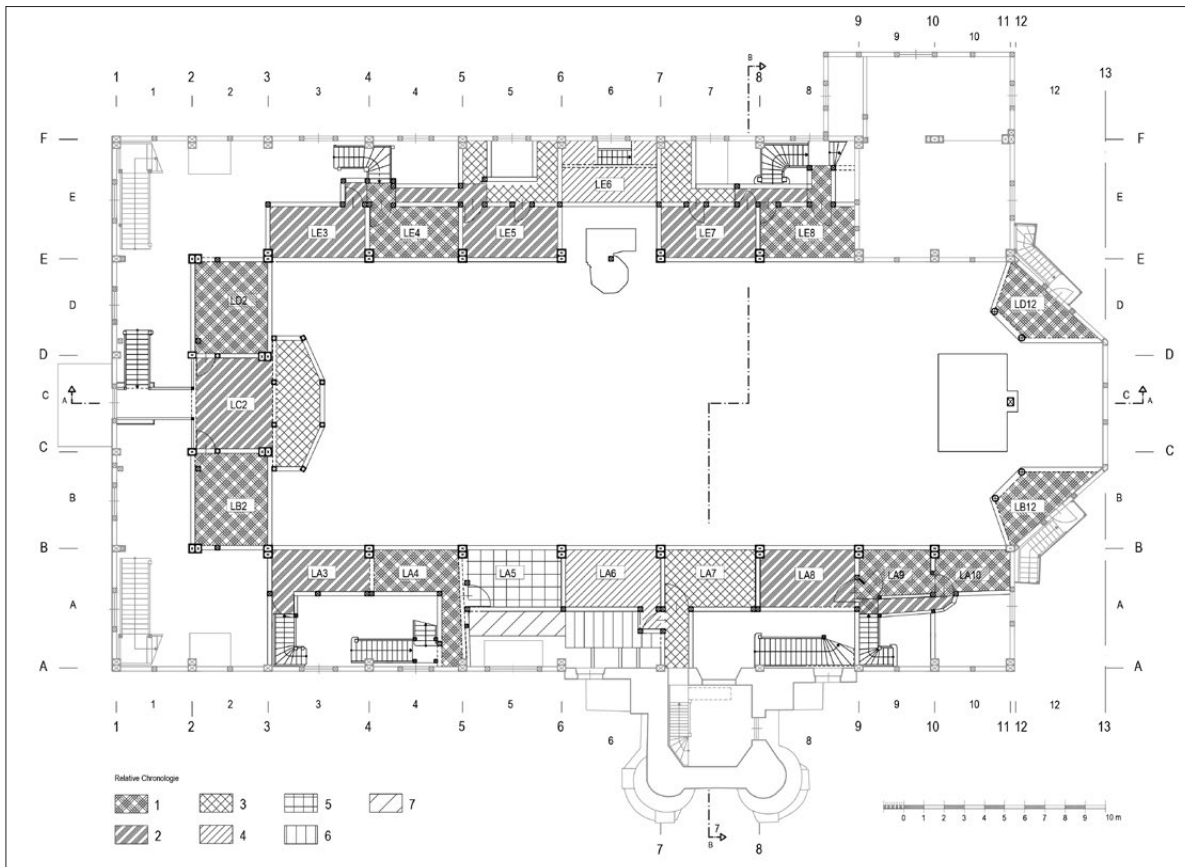 9 10 11 12
9 10
1 2 3 4 5 6 7 8 13
1 2 3 4 5 6 7 B 8 12
F F
E LE6 E
LE3 LE4 LE5 LE7 LE8
E E
D LD2 LD12 D
D D
C LC2 C
A A A
C C
B LB2 LB12 B
B B
LA3 LA4 LA5 LA6 LA7 LA8 LA9 LA10
A A
A A
1 2 3 4 5 9 10 12
1 2 3 4 5 6 9 10 11 12 13
6 8
Relative Chronologie
1 3 5 7
2 4 6
0 1 2 3 4 5 6 7 8 9 10 m
7
B
7 8